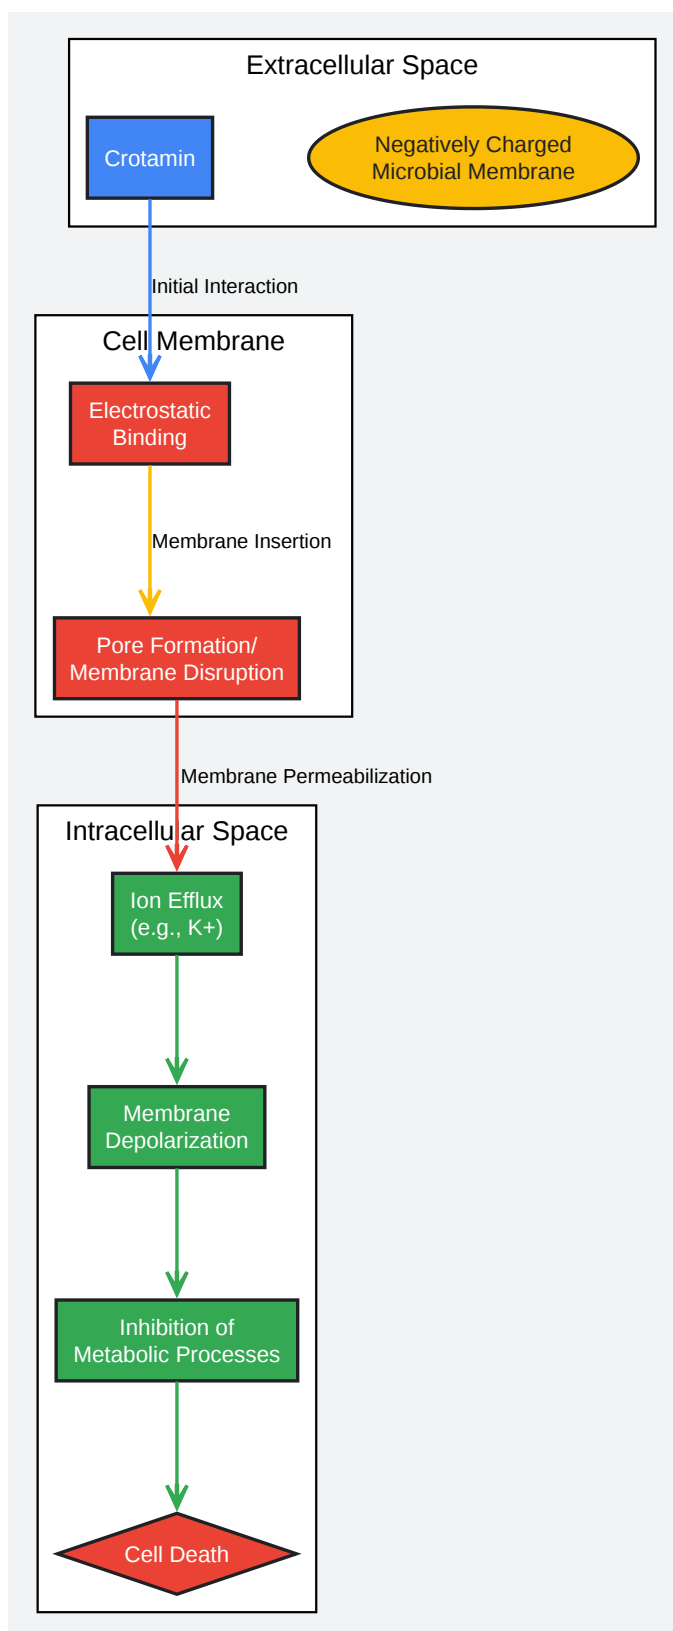 Extracellular Space
Crotamin
Negatively Charged
Microbial Membrane
Initial Interaction
Cell Membrane
Electrostatic
Binding
Membrane Insertion
Pore Formation/
Membrane Disruption
Membrane Permeabilization
Intracellular Space
Ion Efflux
(e.g., K+)
Membrane
Depolarization
Inhibition of
Metabolic Processes
Cell Death